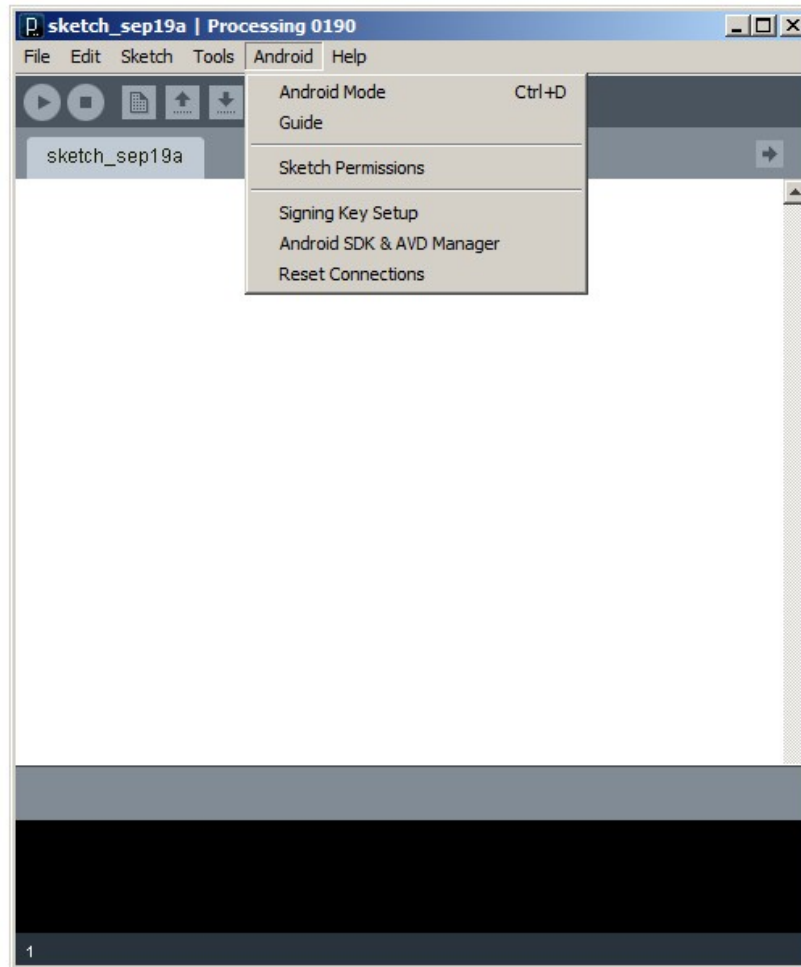 sketch_sep19a | Processing 0190
File Edit Sketch Tools Android Help
Android Mode Ctrl+D
Guide
sketch_sep19a
Sketch Permissions
Signing Key Setup
Android SDK & AVD Manager
Reset Connections
1